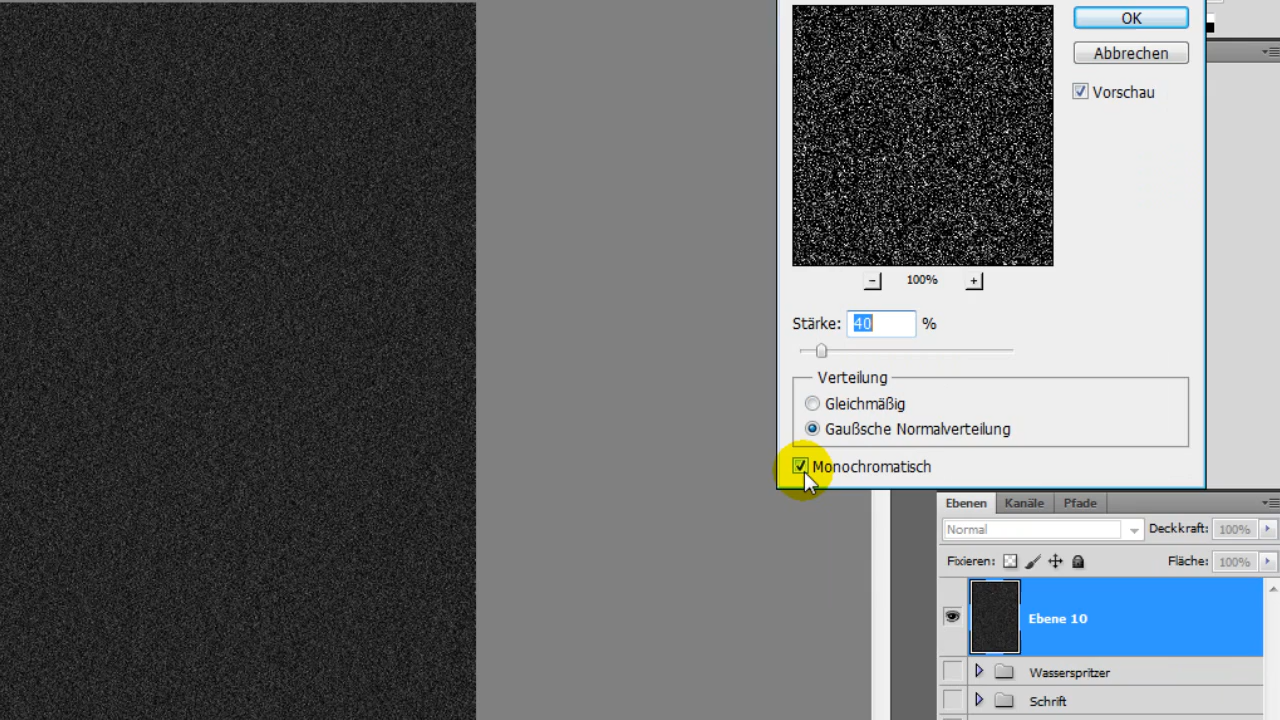 OK
Abbrechen
Vorschau
100%
Stärke: 40 %
Verteilung
Gleichmäßig
Gaußsche Normalverteilung
Monochromatisch
Ebenen Kanäle Pfade
Normal Deckkraft: 100%
Fixieren: Fläche: 100%
Ebene 10
Wasserspritzer
Schrift